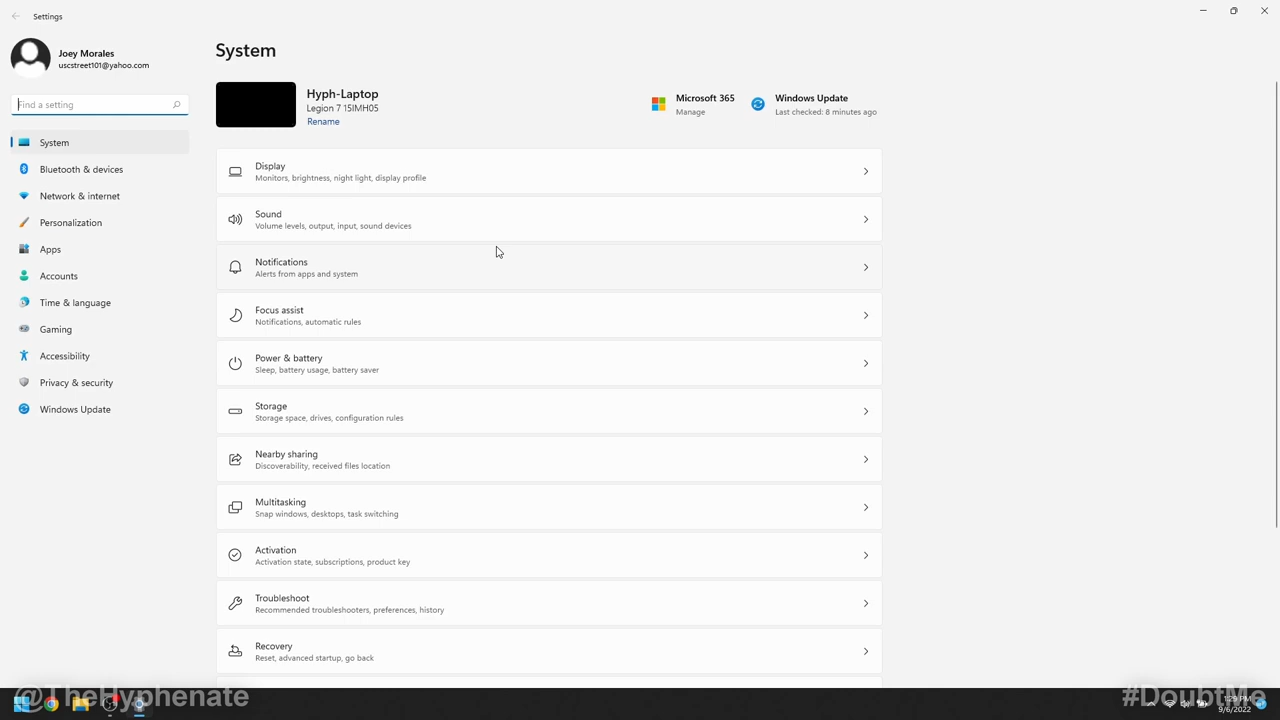 Settings
Joey Morales
uscstreet101@yahoo.com
Find a setting
System
Bluetooth & devices
Network & internet
Personalization
Apps
Accounts
Time & language
Gaming
Accessibility
Privacy & security
Windows Update
System
Hyph-Laptop
Legion 7 15IMH05
Rename
Microsoft 365
Manage
Windows Update
Last checked: 8 minutes ago
Display
Monitors, brightness, night light, display profile
Sound
Volume levels, output, input, sound devices
Notifications
Alerts from apps and system
Focus assist
Notifications, automatic rules
Power & battery
Sleep, battery usage, battery saver
Storage
Storage space, drives, configuration rules
Nearby sharing
Discoverability, received files location
Multitasking
Snap windows, desktops, task switching
Activation
Activation state, subscriptions, product key
Troubleshoot
Recommended troubleshooters, preferences, history
Recovery
Reset, advanced startup, go back
@TheHyphenate
#DoubtMe
1:29 PM
9/6/2022